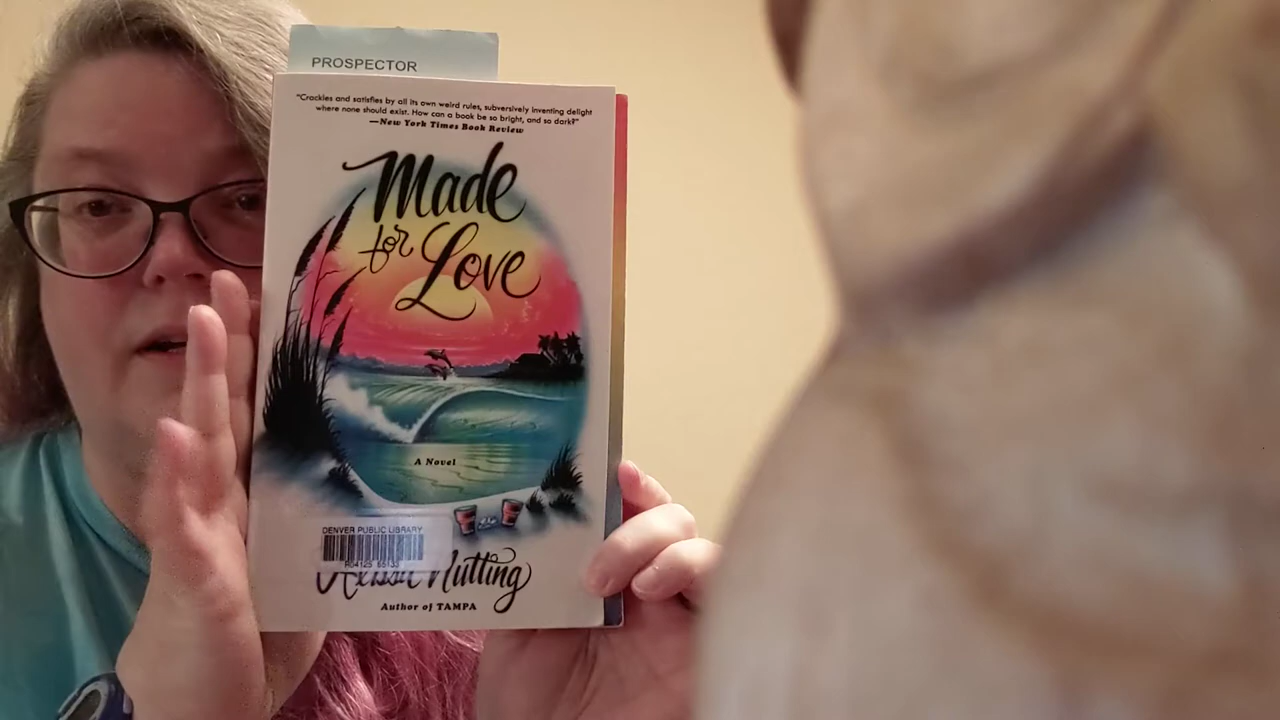 PROSPECTOR
"Crackles and satisfies by all its own weird rules, subversively inventing delight
where none should exist. How can a book be so bright, and so dark?"
—New York Times Book Review
Made
for Love
A Novel
DENVER PUBLIC LIBRARY
Alissa Nutting
Author of TAMPA